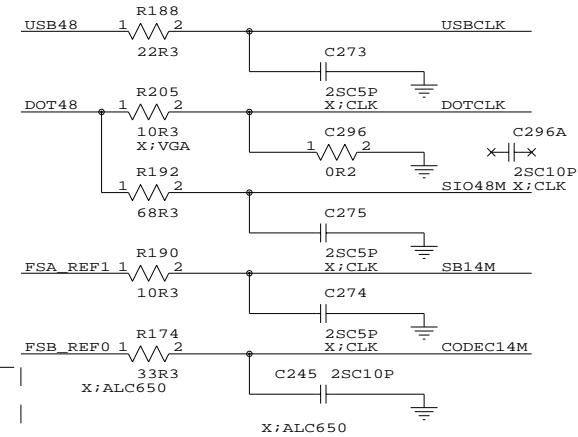 R188
USB48 1 2 USBCLK
22R3 C273
2SC5P
R205 X;CLK
DOT48 1 2 DOTCLK
10R3 C296 C296A
X;VGA 1 2
R192 0R2 2SC10P
1 2 SIO48M X;CLK
68R3 C275
2SC5P
R190 X;CLK
FSA_REF1 1 2 SB14M
10R3 C274
2SC5P
R174 X;CLK
FSB_REF0 1 2 CODEC14M
33R3 C245 2SC10P
X;ALC650
X;ALC650